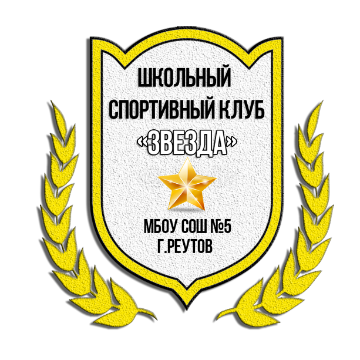 ШКОЛЬНЫЙ
СПОРТИВНЫЙ КЛУБ
«ЗВЕЗДА»
МБОУ СОШ №5
Г.РЕУТОВ